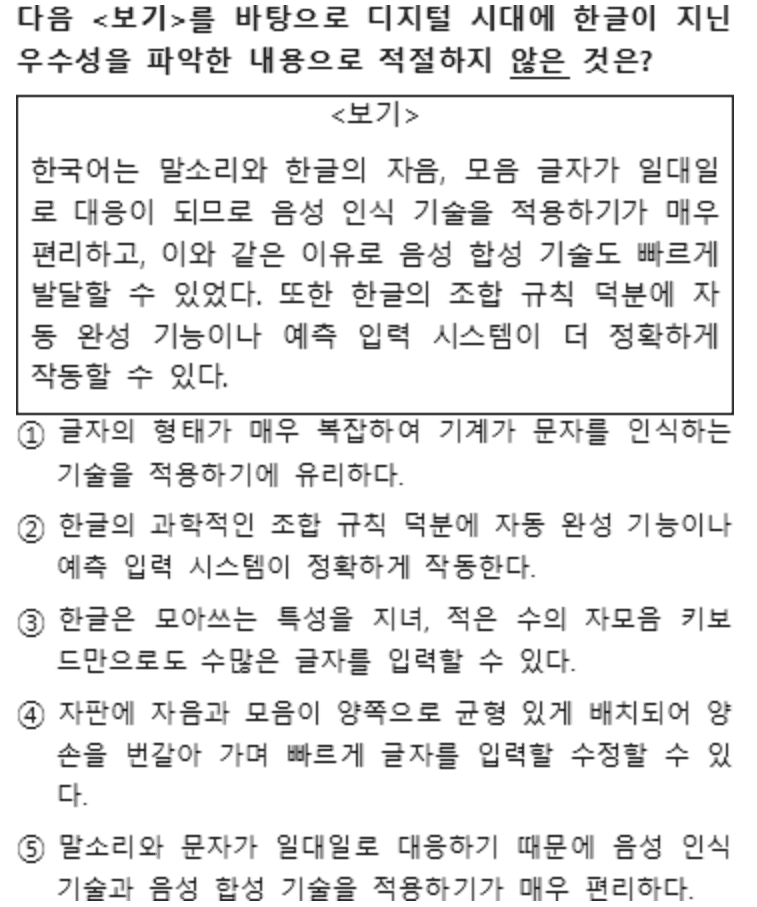 다음 <보기>를 바탕으로 디지털 시대에 한글이 지닌
우수성을 파악한 내용으로 적절하지 않은 것은?
<보기>
한국어는 말소리와 한글의 자음, 모음 글자가 일대일
로 대응이 되므로 음성 인식 기술을 적용하기가 매우
편리하고, 이와 같은 이유로 음성 합성 기술도 빠르게
발달할 수 있었다. 또한 한글의 조합 규칙 덕분에 자
동 완성 기능이나 예측 입력 시스템이 더 정확하게
작동할 수 있다.
① 글자의 형태가 매우 복잡하여 기계가 문자를 인식하는
기술을 적용하기에 유리하다.
② 한글의 과학적인 조합 규칙 덕분에 자동 완성 기능이나
예측 입력 시스템이 정확하게 작동한다.
③ 한글은 모아쓰는 특성을 지녀, 적은 수의 자모음 키보
드만으로도 수많은 글자를 입력할 수 있다.
④ 자판에 자음과 모음이 양쪽으로 균형 있게 배치되어 양
손을 번갈아 가며 빠르게 글자를 입력할 수정할 수 있
다.
⑤ 말소리와 문자가 일대일로 대응하기 때문에 음성 인식
기술과 음성 합성 기술을 적용하기가 매우 편리하다.